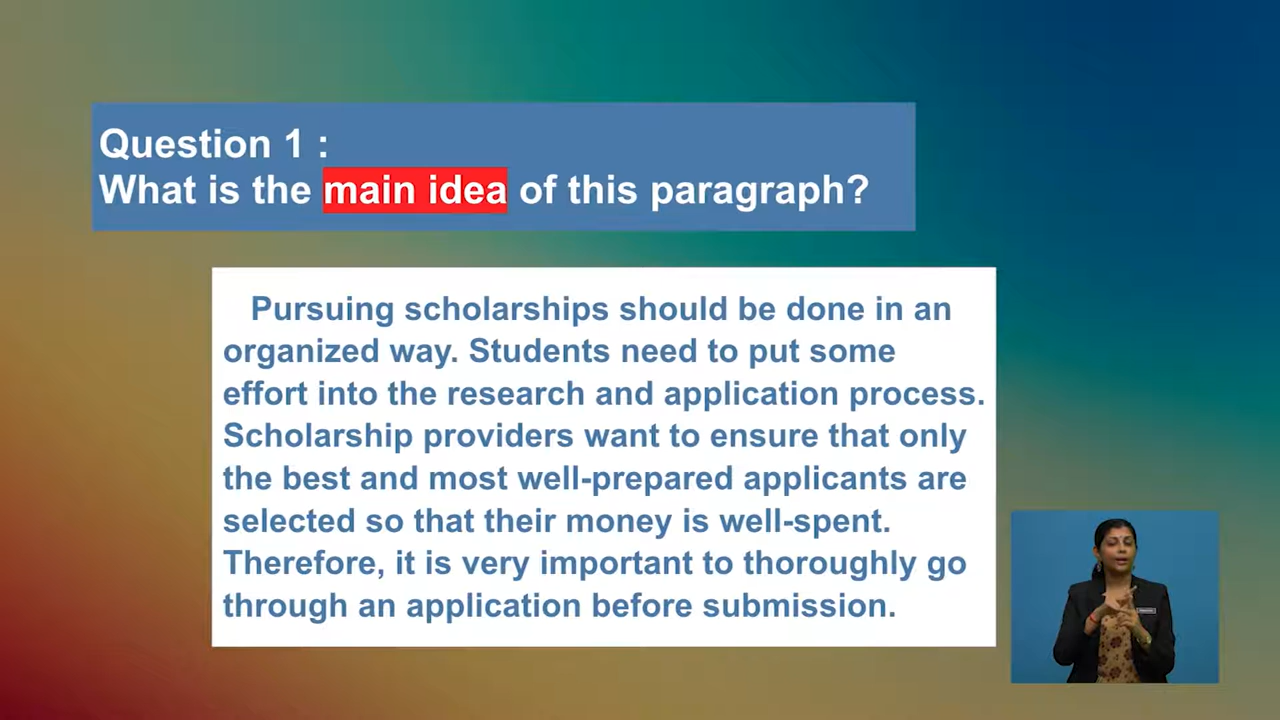 Question 1 :
What is the main idea of this paragraph?
Pursuing scholarships should be done in an
organized way. Students need to put some
effort into the research and application process.
Scholarship providers want to ensure that only
the best and most well-prepared applicants are
selected so that their money is well-spent.
Therefore, it is very important to thoroughly go
through an application before submission.